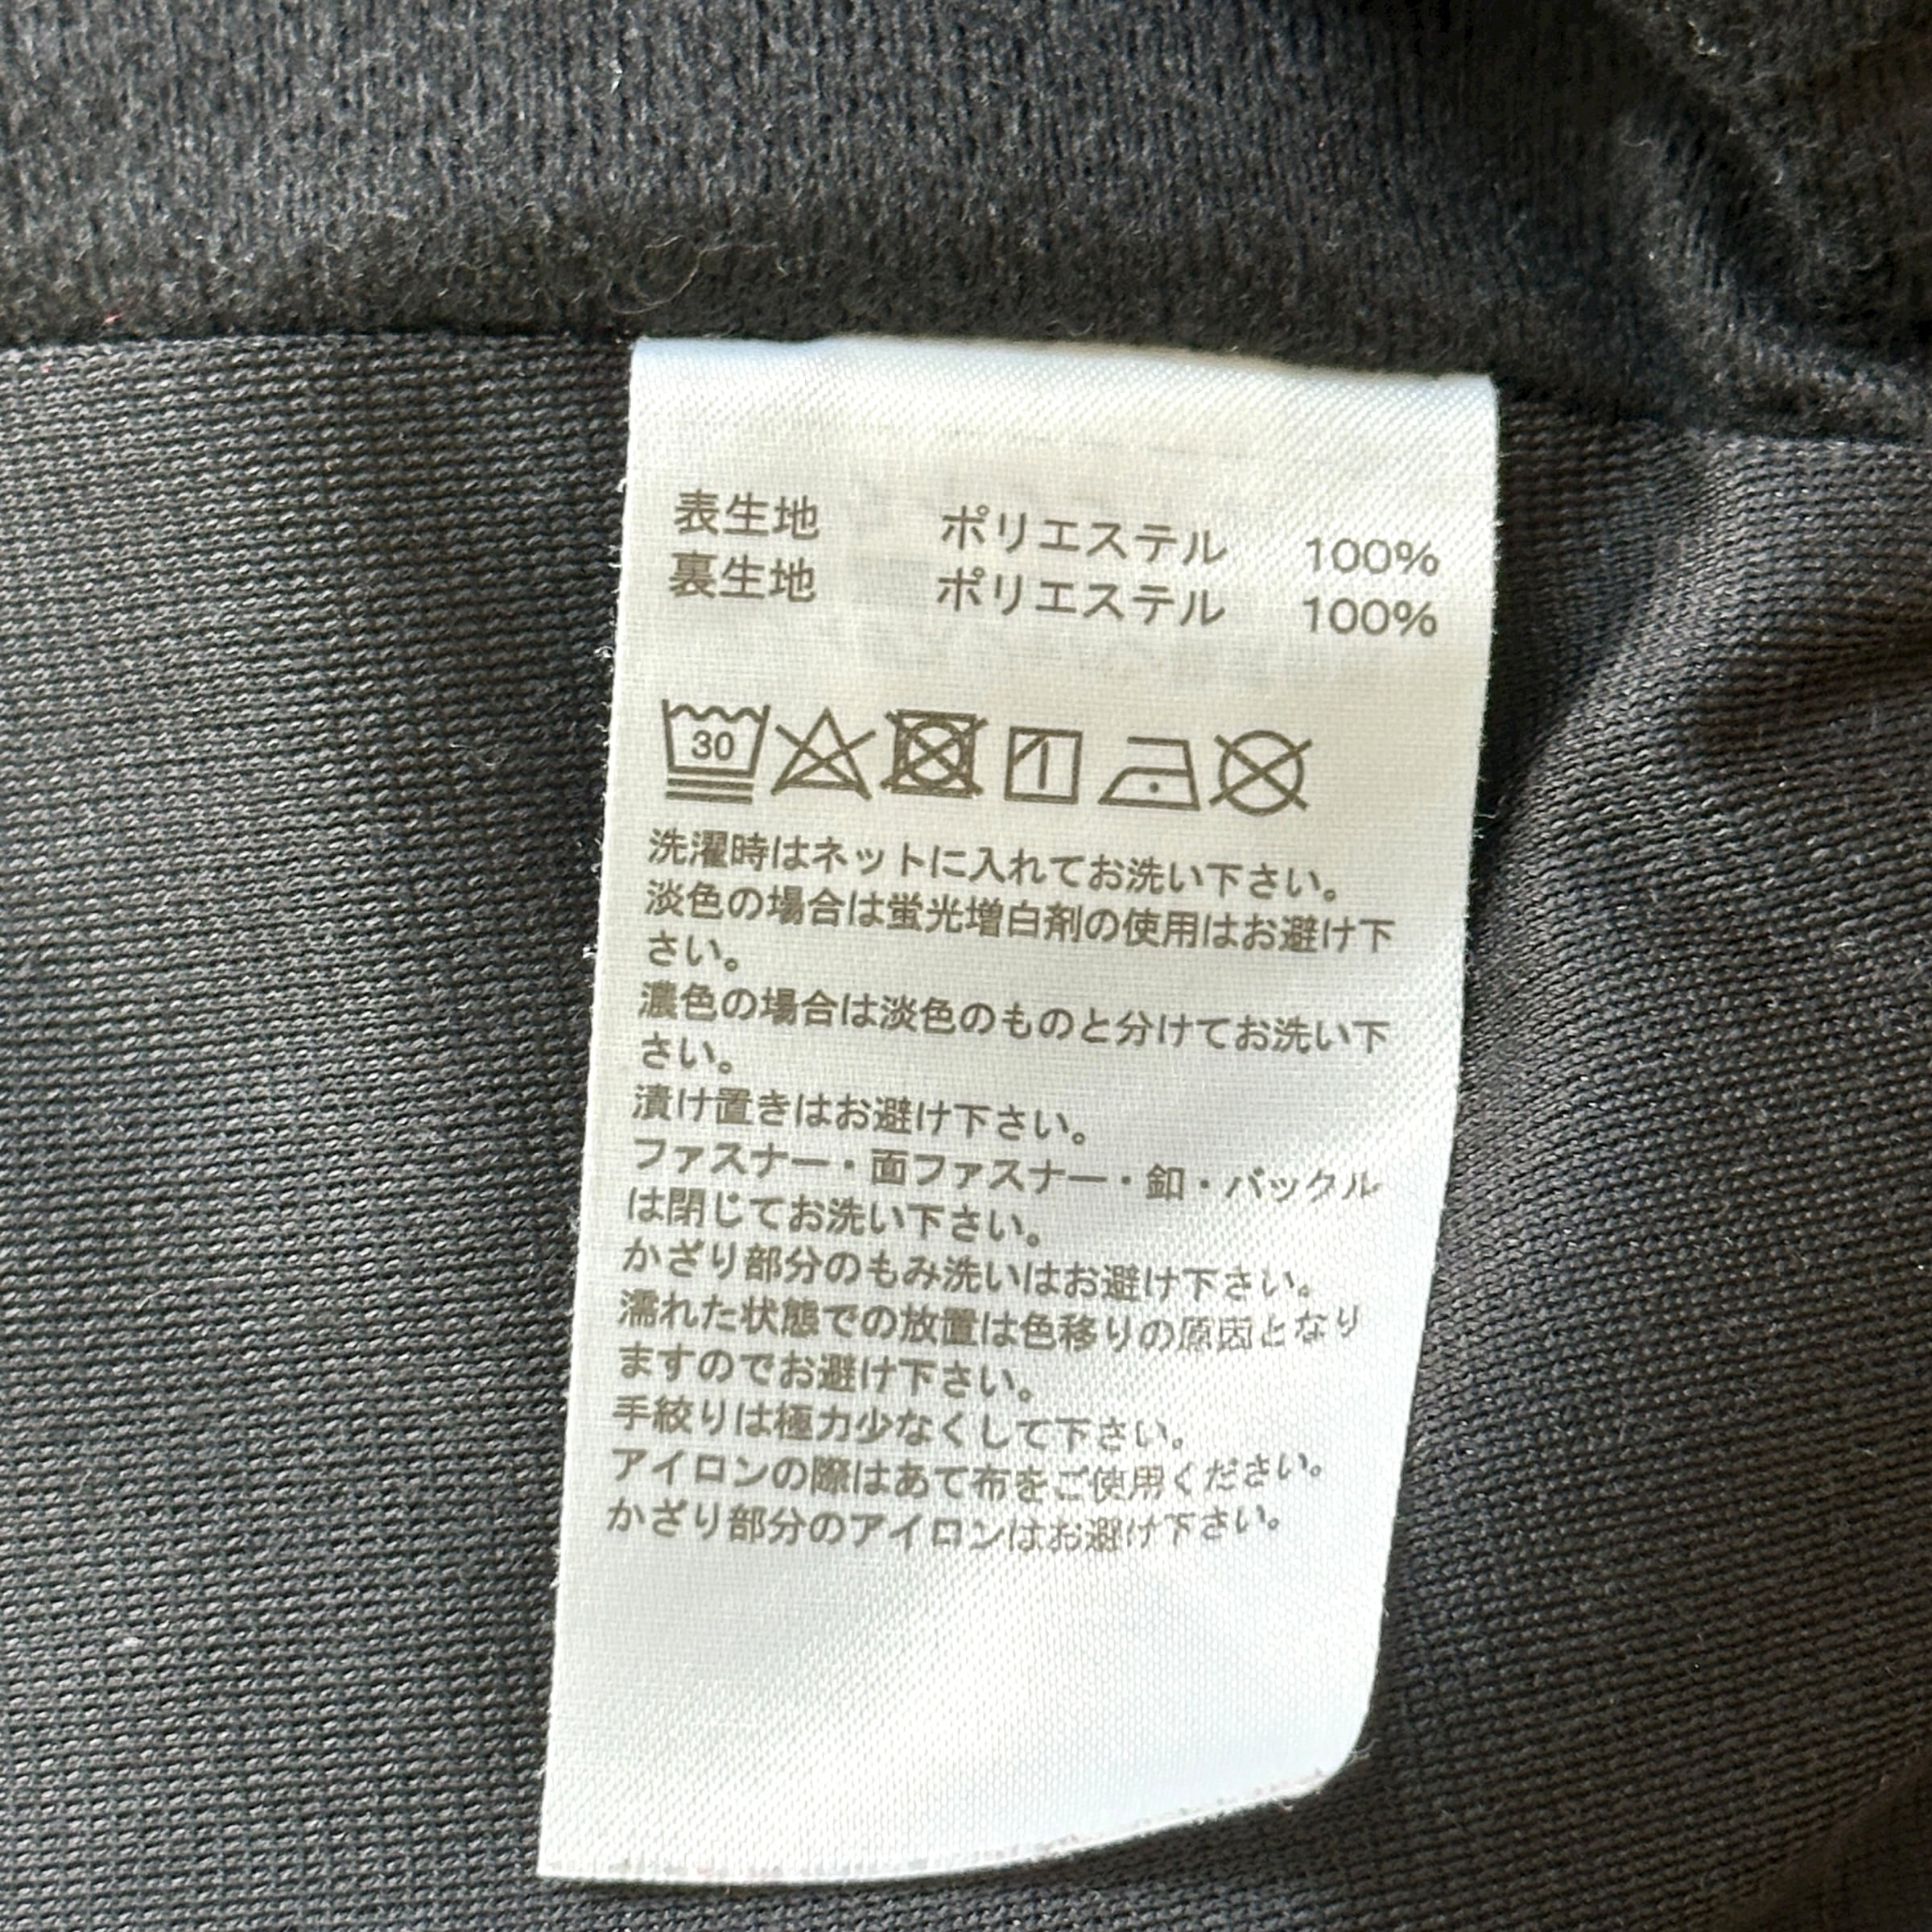 表生地 ポリエステル 100%
裏生地 ポリエステル 100%
30
洗濯時はネットに入れてお洗い下さい。
淡色の場合は蛍光増白剤の使用はお避け下
さい。
濃色の場合は淡色のものと分けてお洗い下
さい。
漬け置きはお避け下さい。
ファスナー・面ファスナー・釦・バックル
は閉じてお洗い下さい。
かざり部分のもみ洗いはお避け下さい。
濡れた状態での放置は色移りの原因となり
ますのでお避け下さい。
手絞りは極力少なくして下さい。
アイロンの際はあて布をご使用ください。
かざり部分のアイロンはお避け下さい。